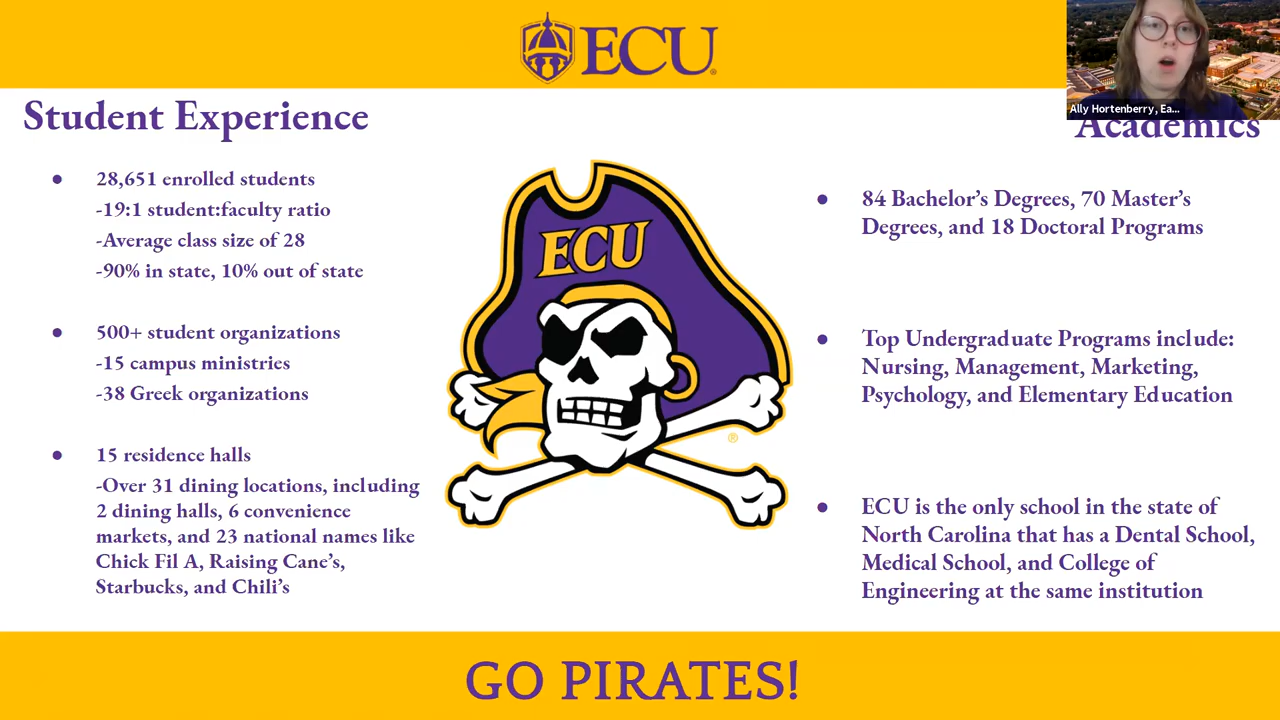 ECU
Ally Hortenberry, Ea...
Student Experience
● 28,651 enrolled students
-19:1 student:faculty ratio
-Average class size of 28
-90% in state, 10% out of state
● 500+ student organizations
-15 campus ministries
-38 Greek organizations
● 15 residence halls
-Over 31 dining locations, including
2 dining halls, 6 convenience
markets, and 23 national names like
Chick Fil A, Raising Cane's,
Starbucks, and Chili's
ECU
®
Academics
● 84 Bachelor's Degrees, 70 Master's
Degrees, and 18 Doctoral Programs
● Top Undergraduate Programs include:
Nursing, Management, Marketing,
Psychology, and Elementary Education
● ECU is the only school in the state of
North Carolina that has a Dental School,
Medical School, and College of
Engineering at the same institution
GO PIRATES!